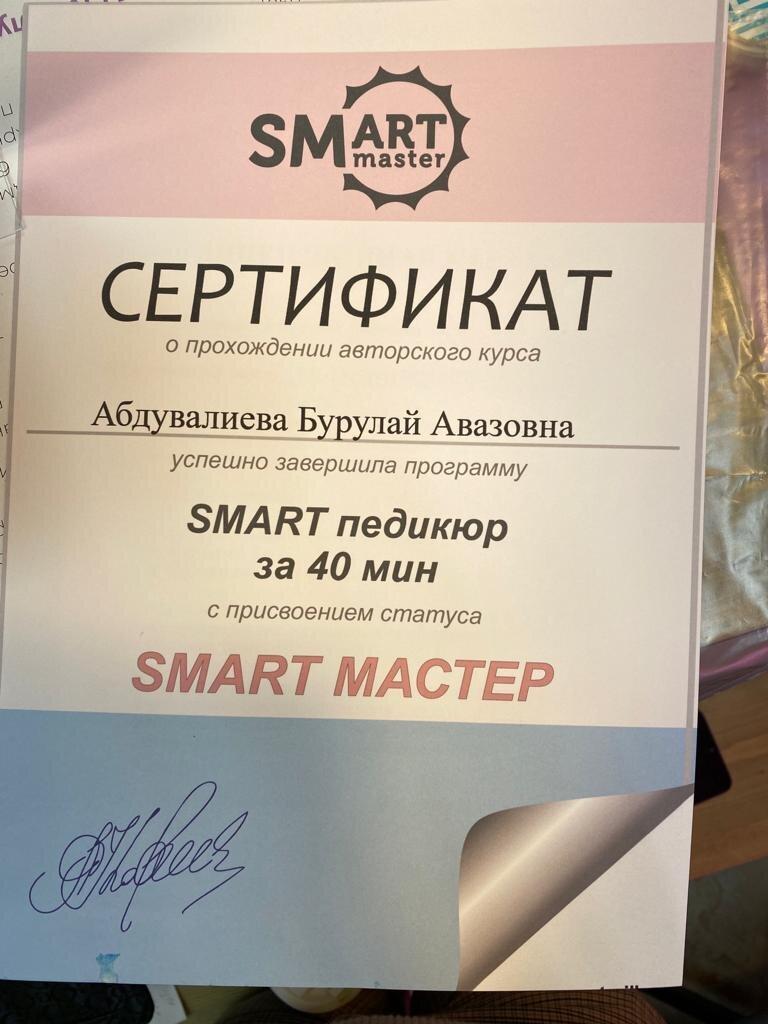 SMART
master
СЕРТИФИКАТ
о прохождении авторского курса
Абдувалиева Бурулай Авазовна
успешно завершила программу
SMART педикюр
за 40 мин
с присвоением статуса
SMART МАСТЕР